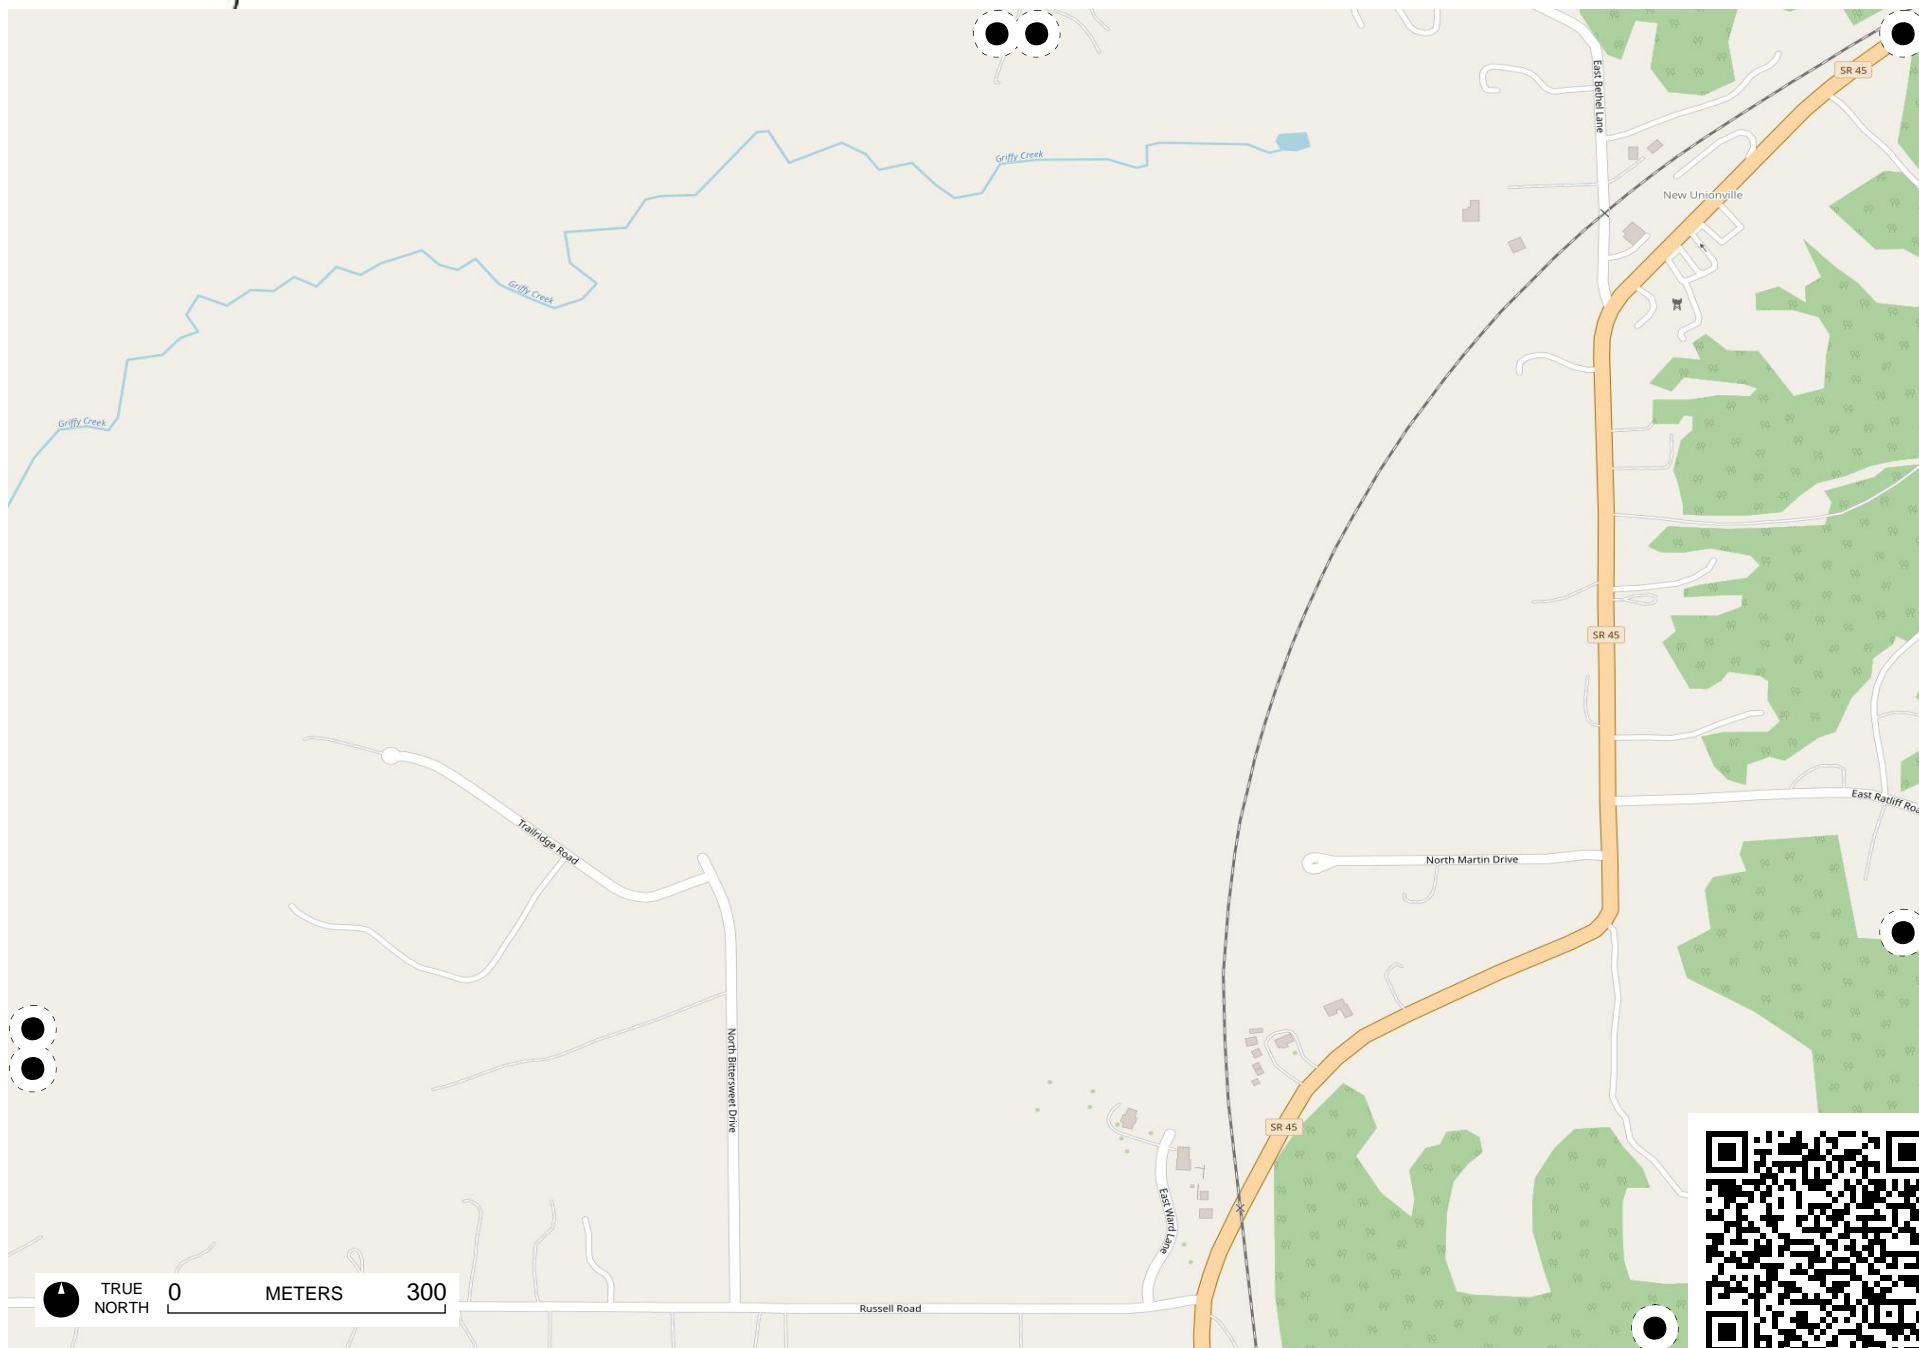 SR 45
East Bethel Lane
Griffy Creek
New Unionville
Griffy Creek
Griffy Creek
SR 45
East Ratliff Roa
Trailridge Road
North Martin Drive
North Bittersweet Drive
SR 45
East Ward Lane
TRUE
NORTH
0 METERS 300
Russell Road